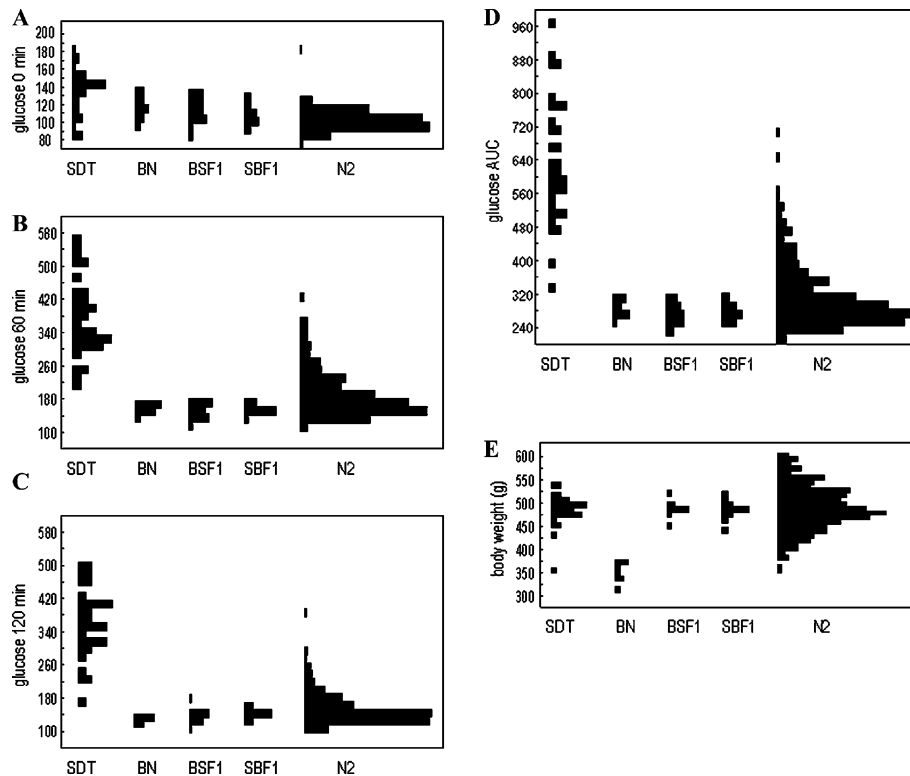 A
glucose 0 min
200
180
160
140
120
100
80
SDT BN BSF1 SBF1 N2
B
glucose 60 min
580
500
420
340
260
180
100
SDT BN BSF1 SBF1 N2
C
glucose 120 min
580
500
420
340
260
180
100
SDT BN BSF1 SBF1 N2
D
glucose AUC
960
880
800
720
640
560
480
400
320
240
SDT BN BSF1 SBF1 N2
E
body weight (g)
600
550
500
450
400
350
300
SDT BN BSF1 SBF1 N2